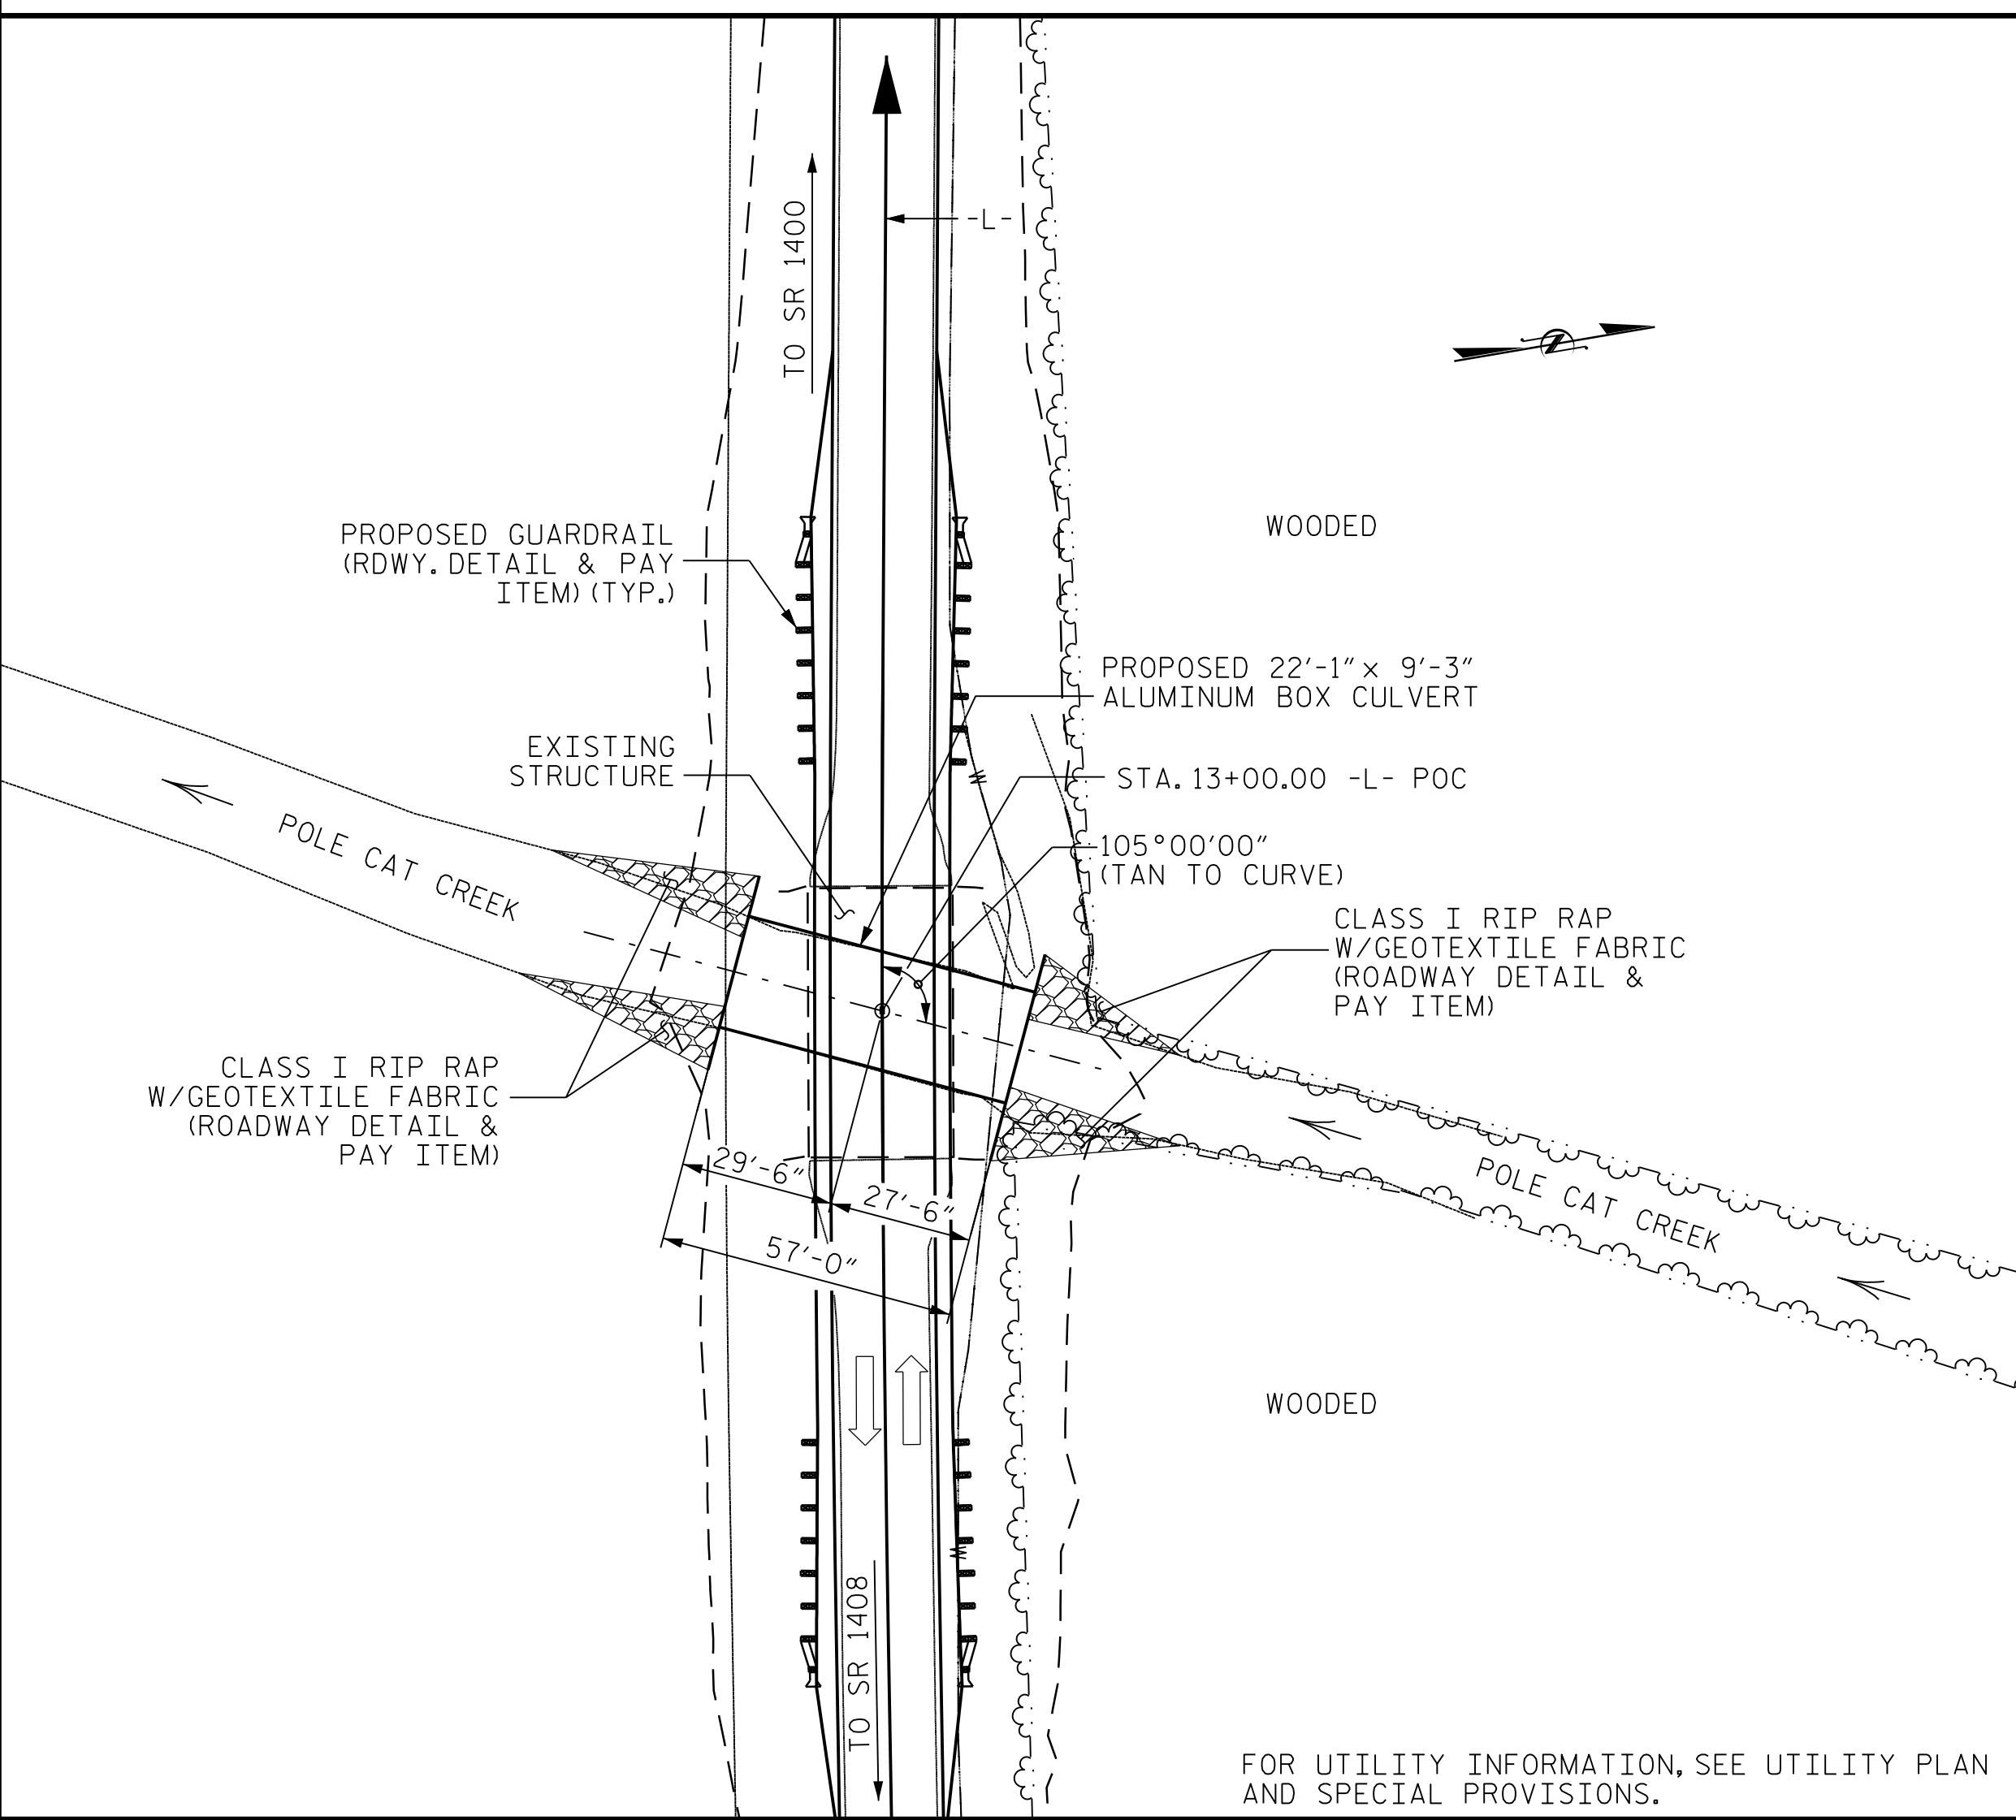 TO SR 1400
-L-
WOODED
PROPOSED GUARDRAIL
(RDWY. DETAIL & PAY
ITEM) (TYP.)
PROPOSED 22'-1" x 9'-3"
ALUMINUM BOX CULVERT
EXISTING
STRUCTURE
STA. 13+00.00 -L- POC
POLE CAT CREEK
105°00'00"
(TAN TO CURVE)
CLASS I RIP RAP
W/GEOTEXTILE FABRIC
(ROADWAY DETAIL &
PAY ITEM)
CLASS I RIP RAP
W/GEOTEXTILE FABRIC
(ROADWAY DETAIL &
PAY ITEM)
29'-6"
27'-6"
57'-0"
POLE CAT CREEK
WOODED
TO SR 1408
FOR UTILITY INFORMATION, SEE UTILITY PLAN
AND SPECIAL PROVISIONS.